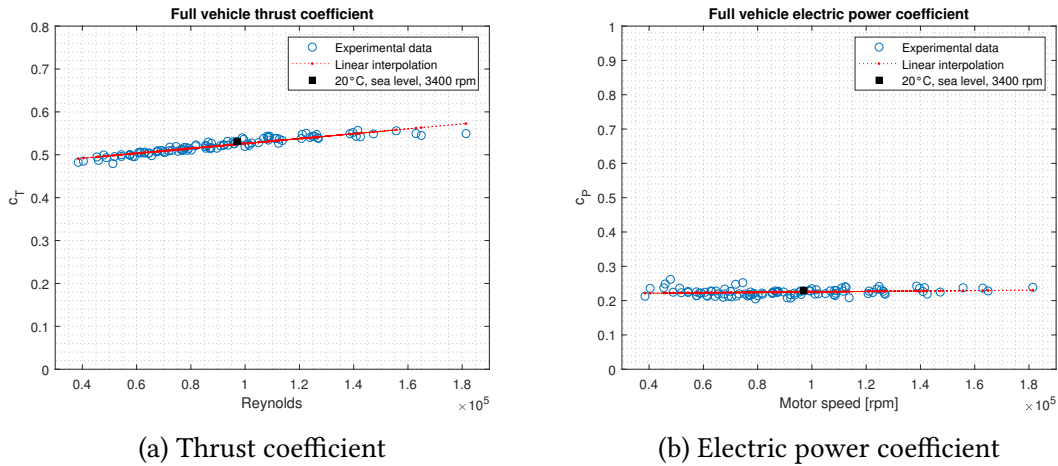 Full vehicle thrust coefficient
0.8
0.7
0.6
0.5
0.4
0.3
0.2
0.1
0
c_T
Experimental data
Linear interpolation
20°C, sea level, 3400 rpm
0.4 0.6 0.8 1 1.2 1.4 1.6 1.8
Reynolds × 10^5
(a) Thrust coefficient
Full vehicle electric power coefficient
1
0.9
0.8
0.7
0.6
0.5
0.4
0.3
0.2
0.1
0
c_P
Experimental data
Linear interpolation
20°C, sea level, 3400 rpm
0.4 0.6 0.8 1 1.2 1.4 1.6 1.8
Motor speed [rpm] × 10^5
(b) Electric power coefficient